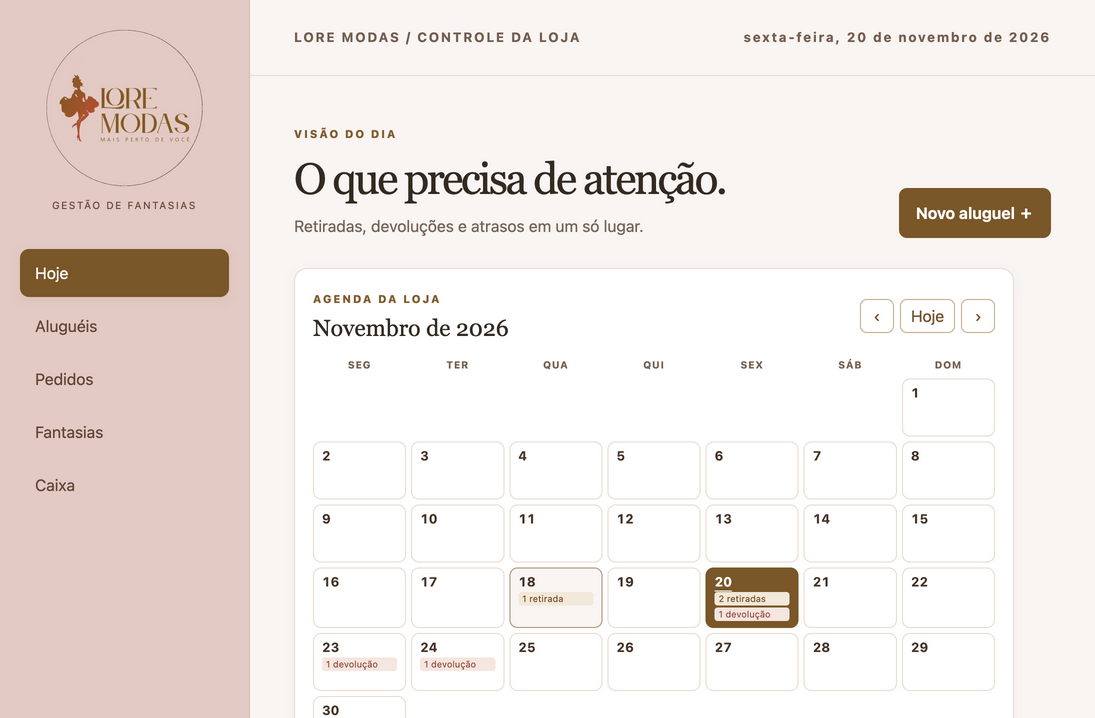 LORE
MODAS
MAIS PERTO DE VOCÊ
GESTÃO DE FANTASIAS
Hoje
Aluguéis
Pedidos
Fantasias
Caixa
LORE MODAS / CONTROLE DA LOJA
sexta-feira, 20 de novembro de 2026
VISÃO DO DIA
O que precisa de atenção.
Retiradas, devoluções e atrasos em um só lugar.
Novo aluguel +
AGENDA DA LOJA
Novembro de 2026
‹ Hoje ›
SEG TER QUA QUI SEX SÁB DOM
1
2 3 4 5 6 7 8
9 10 11 12 13 14 15
16 17 18 19 20 21 22
1 retirada 2 retiradas
1 devolução
23 24 25 26 27 28 29
1 devolução 1 devolução
30